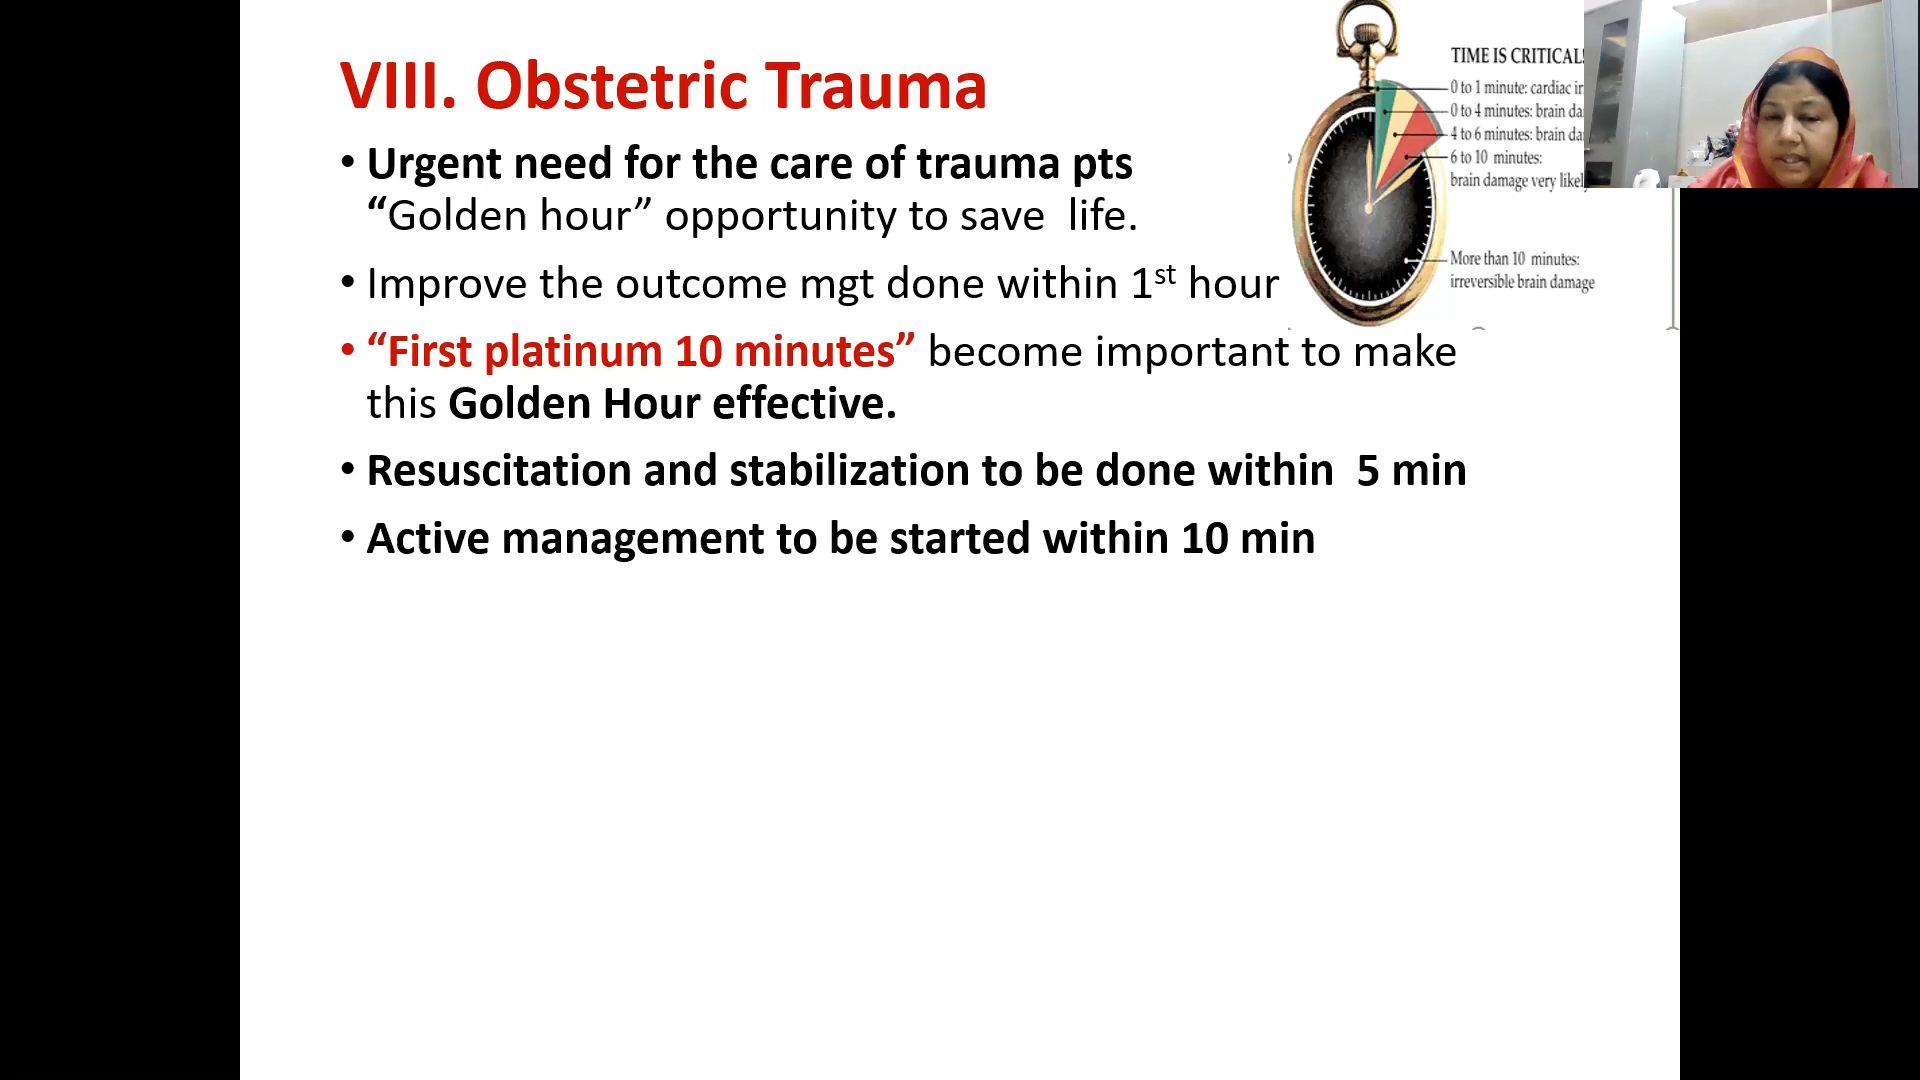 VIII. Obstetric Trauma
• Urgent need for the care of trauma pts
“Golden hour” opportunity to save life.
• Improve the outcome mgt done within 1st hour
• “First platinum 10 minutes” become important to make
this Golden Hour effective.
• Resuscitation and stabilization to be done within 5 min
• Active management to be started within 10 min
TIME IS CRITICAL!
0 to 1 minute: cardiac
0 to 4 minutes: brain
4 to 6 minutes: brain
6 to 10 minutes:
brain damage very likely
More than 10 minutes:
irreversible brain damage